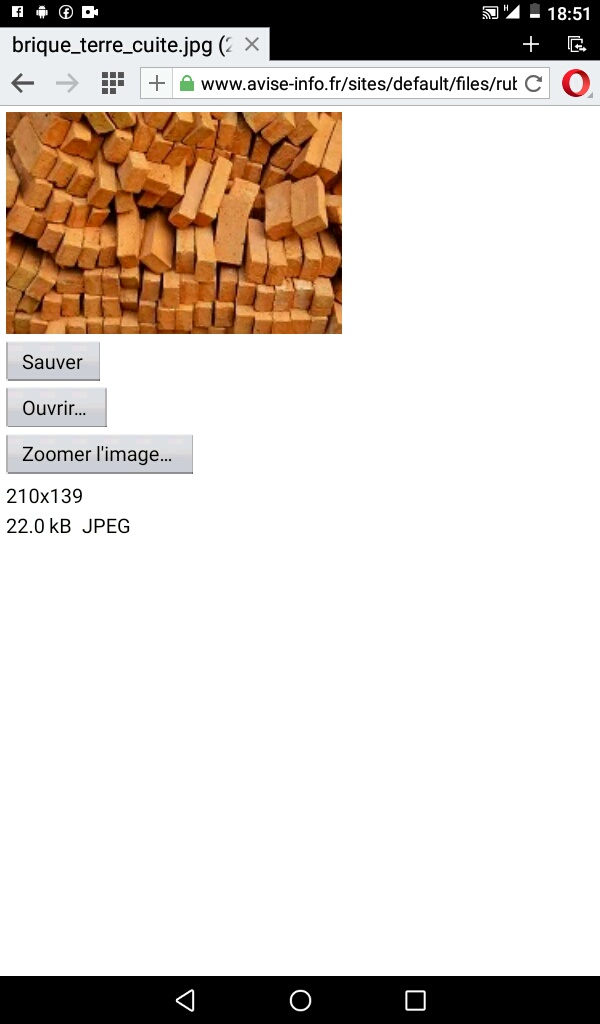 18:51
brique_terre_cuite.jpg (
www.avise-info.fr/sites/default/files/rub
Sauver
Ouvrir...
Zoomer l'image...
210x139
22.0 kB JPEG